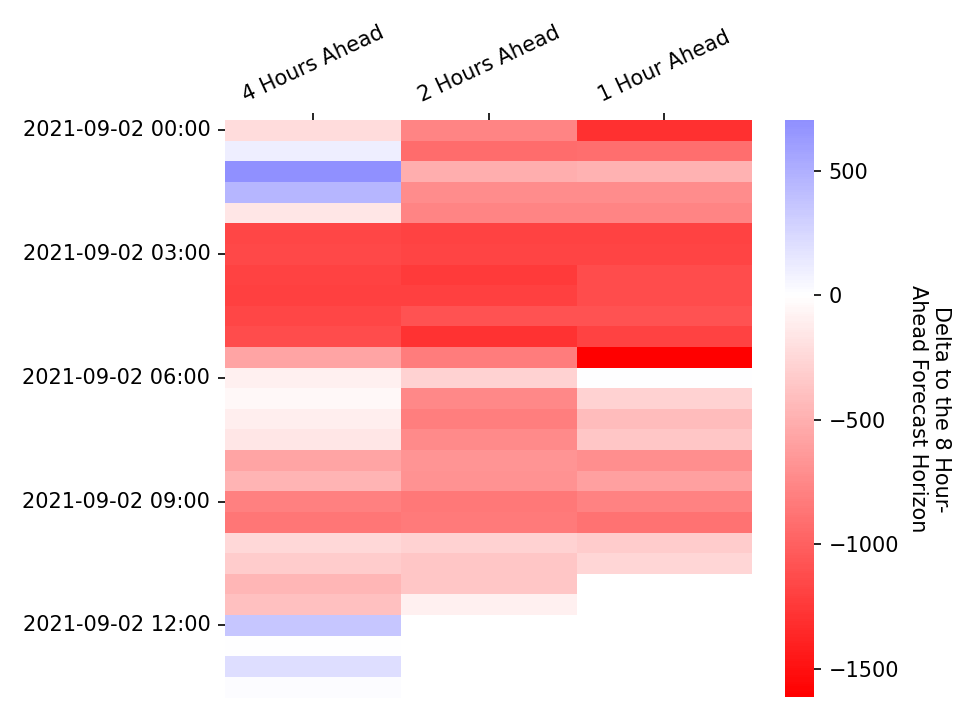 4 Hours Ahead
2 Hours Ahead
1 Hour Ahead
2021-09-02 00:00
2021-09-02 03:00
2021-09-02 06:00
2021-09-02 09:00
2021-09-02 12:00
500
0
−500
−1000
−1500
Delta to the 8 Hour-
Ahead Forecast Horizon